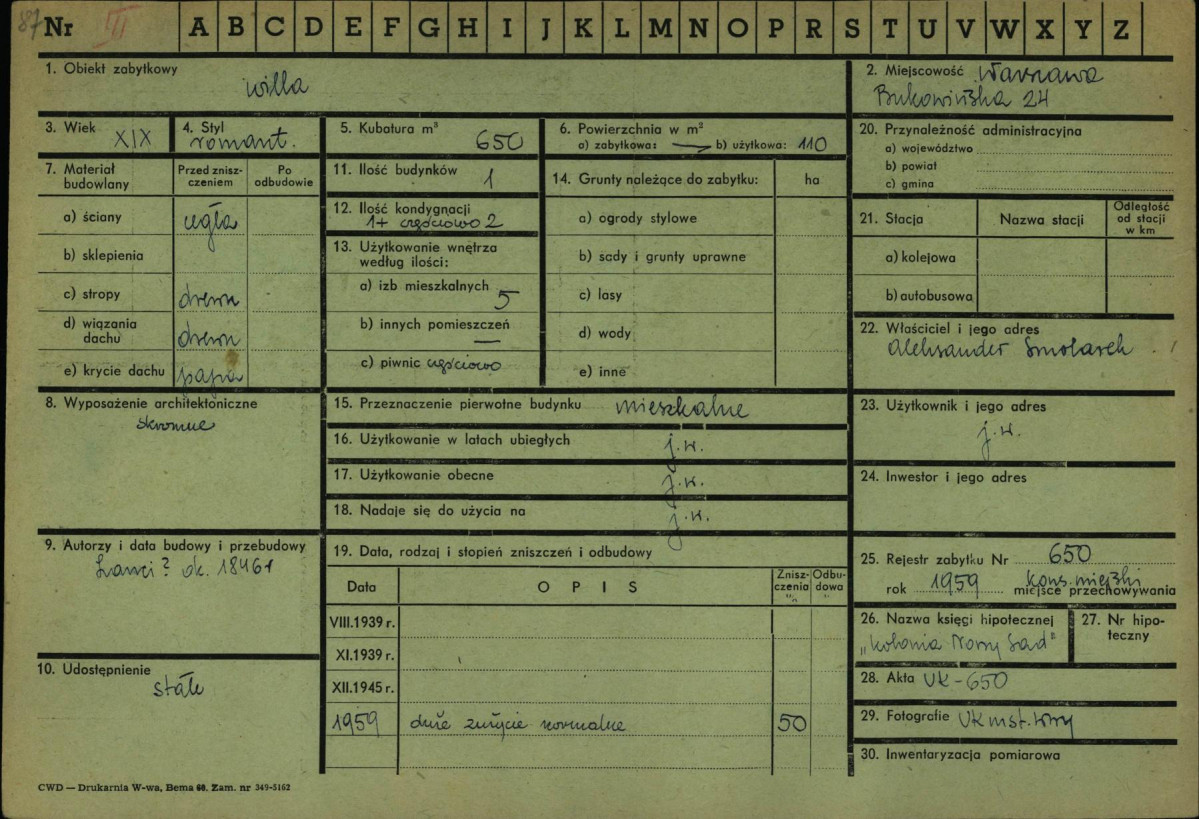 87 Nr III A B C D E F G H I J K L M N O P R S T U V W X Y Z
1. Obiekt zabytkowy
willa
2. Miejscowość Warszawa
Bukowińska 24
3. Wiek XIX
4. Styl
romant.
5. Kubatura m³ 650
6. Powierzchnia w m²
a) zabytkowa: — b) użytkowa: 110
7. Materiał budowlany
Przed zniszczeniem
Po odbudowie
a) ściany cegła
b) sklepienia
c) stropy drewn
d) wiązania dachu drewn
e) krycie dachu papa
8. Wyposażenie architektoniczne
skromne
9. Autorzy i data budowy i przebudowy
Lanci? ok. 1846
10. Udostępnienie
stałe
11. Ilość budynków 1
12. Ilość kondygnacji
1+ częściowo 2
13. Użytkowanie wnętrza
według ilości:
a) izb mieszkalnych 5
b) innych pomieszczeń —
c) piwnic częściowo
14. Grunty należące do zabytku: ha
a) ogrody stylowe
b) sady i grunty uprawne
c) lasy
d) wody
e) inne
15. Przeznaczenie pierwotne budynku mieszkalne
16. Użytkowanie w latach ubiegłych j.w.
17. Użytkowanie obecne j.w.
18. Nadaje się do użycia na j.w.
19. Data, rodzaj i stopień zniszczeń i odbudowy
Data OPIS Zniszczenia % Odbudowa %
VIII.1939 r.
XI.1939 r.
XII.1945 r.
1959 duże zużycie normalne 50
20. Przynależność administracyjna
a) województwo
b) powiat
c) gmina
21. Stacja Nazwa stacji Odległość od stacji w km
a) kolejowa
b) autobusowa
22. Właściciel i jego adres
Aleksander Smolarek
23. Użytkownik i jego adres
j.w.
24. Inwestor i jego adres
25. Rejestr zabytku Nr 650
rok 1959 kons. miejski
miejsce przechowywania
26. Nazwa księgi hipotecznej
"kolonia Nowy Sad"
27. Nr hipoteczny
28. Akta UK-650
29. Fotografie UK mst. Wwy
30. Inwentaryzacja pomiarowa
CWD — Drukarnia W-wa, Bema 60. Zam. nr 349-5162